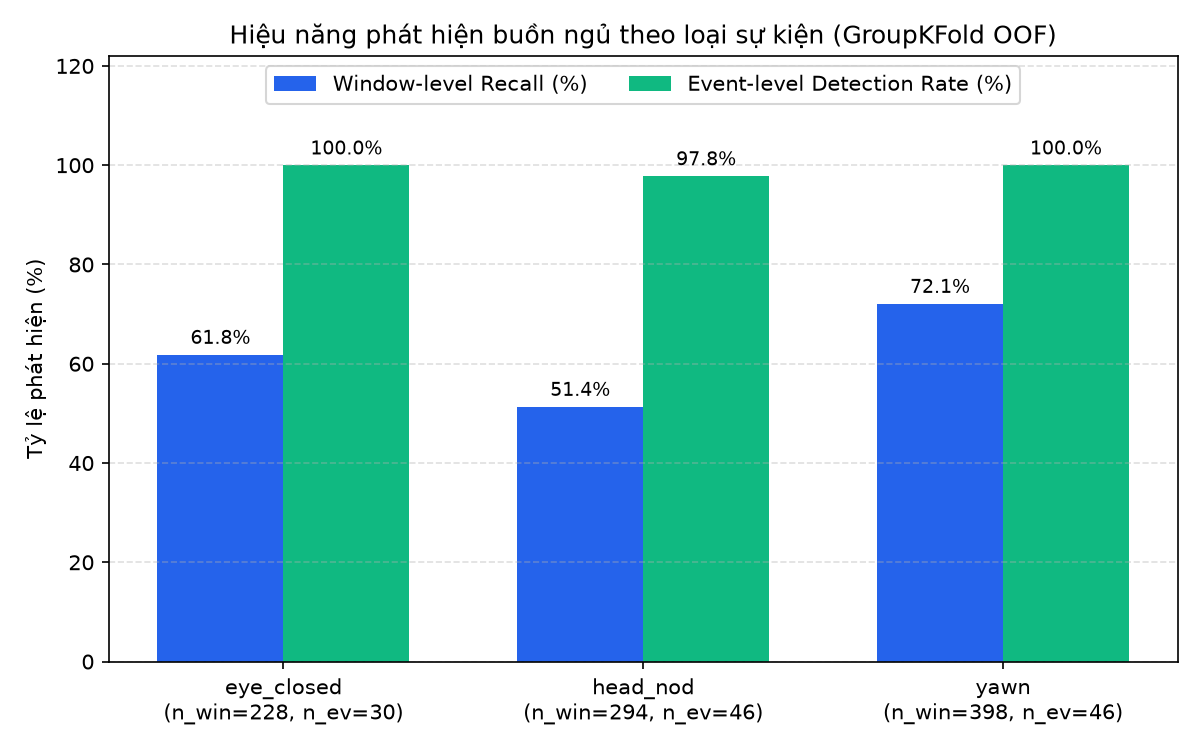 Hiệu năng phát hiện buồn ngủ theo loại sự kiện (GroupKFold OOF)
Window-level Recall (%)
Event-level Detection Rate (%)
Tỷ lệ phát hiện (%)
120
100
80
60
40
20
0
61.8%
100.0%
51.4%
97.8%
72.1%
100.0%
eye_closed
(n_win=228, n_ev=30)
head_nod
(n_win=294, n_ev=46)
yawn
(n_win=398, n_ev=46)